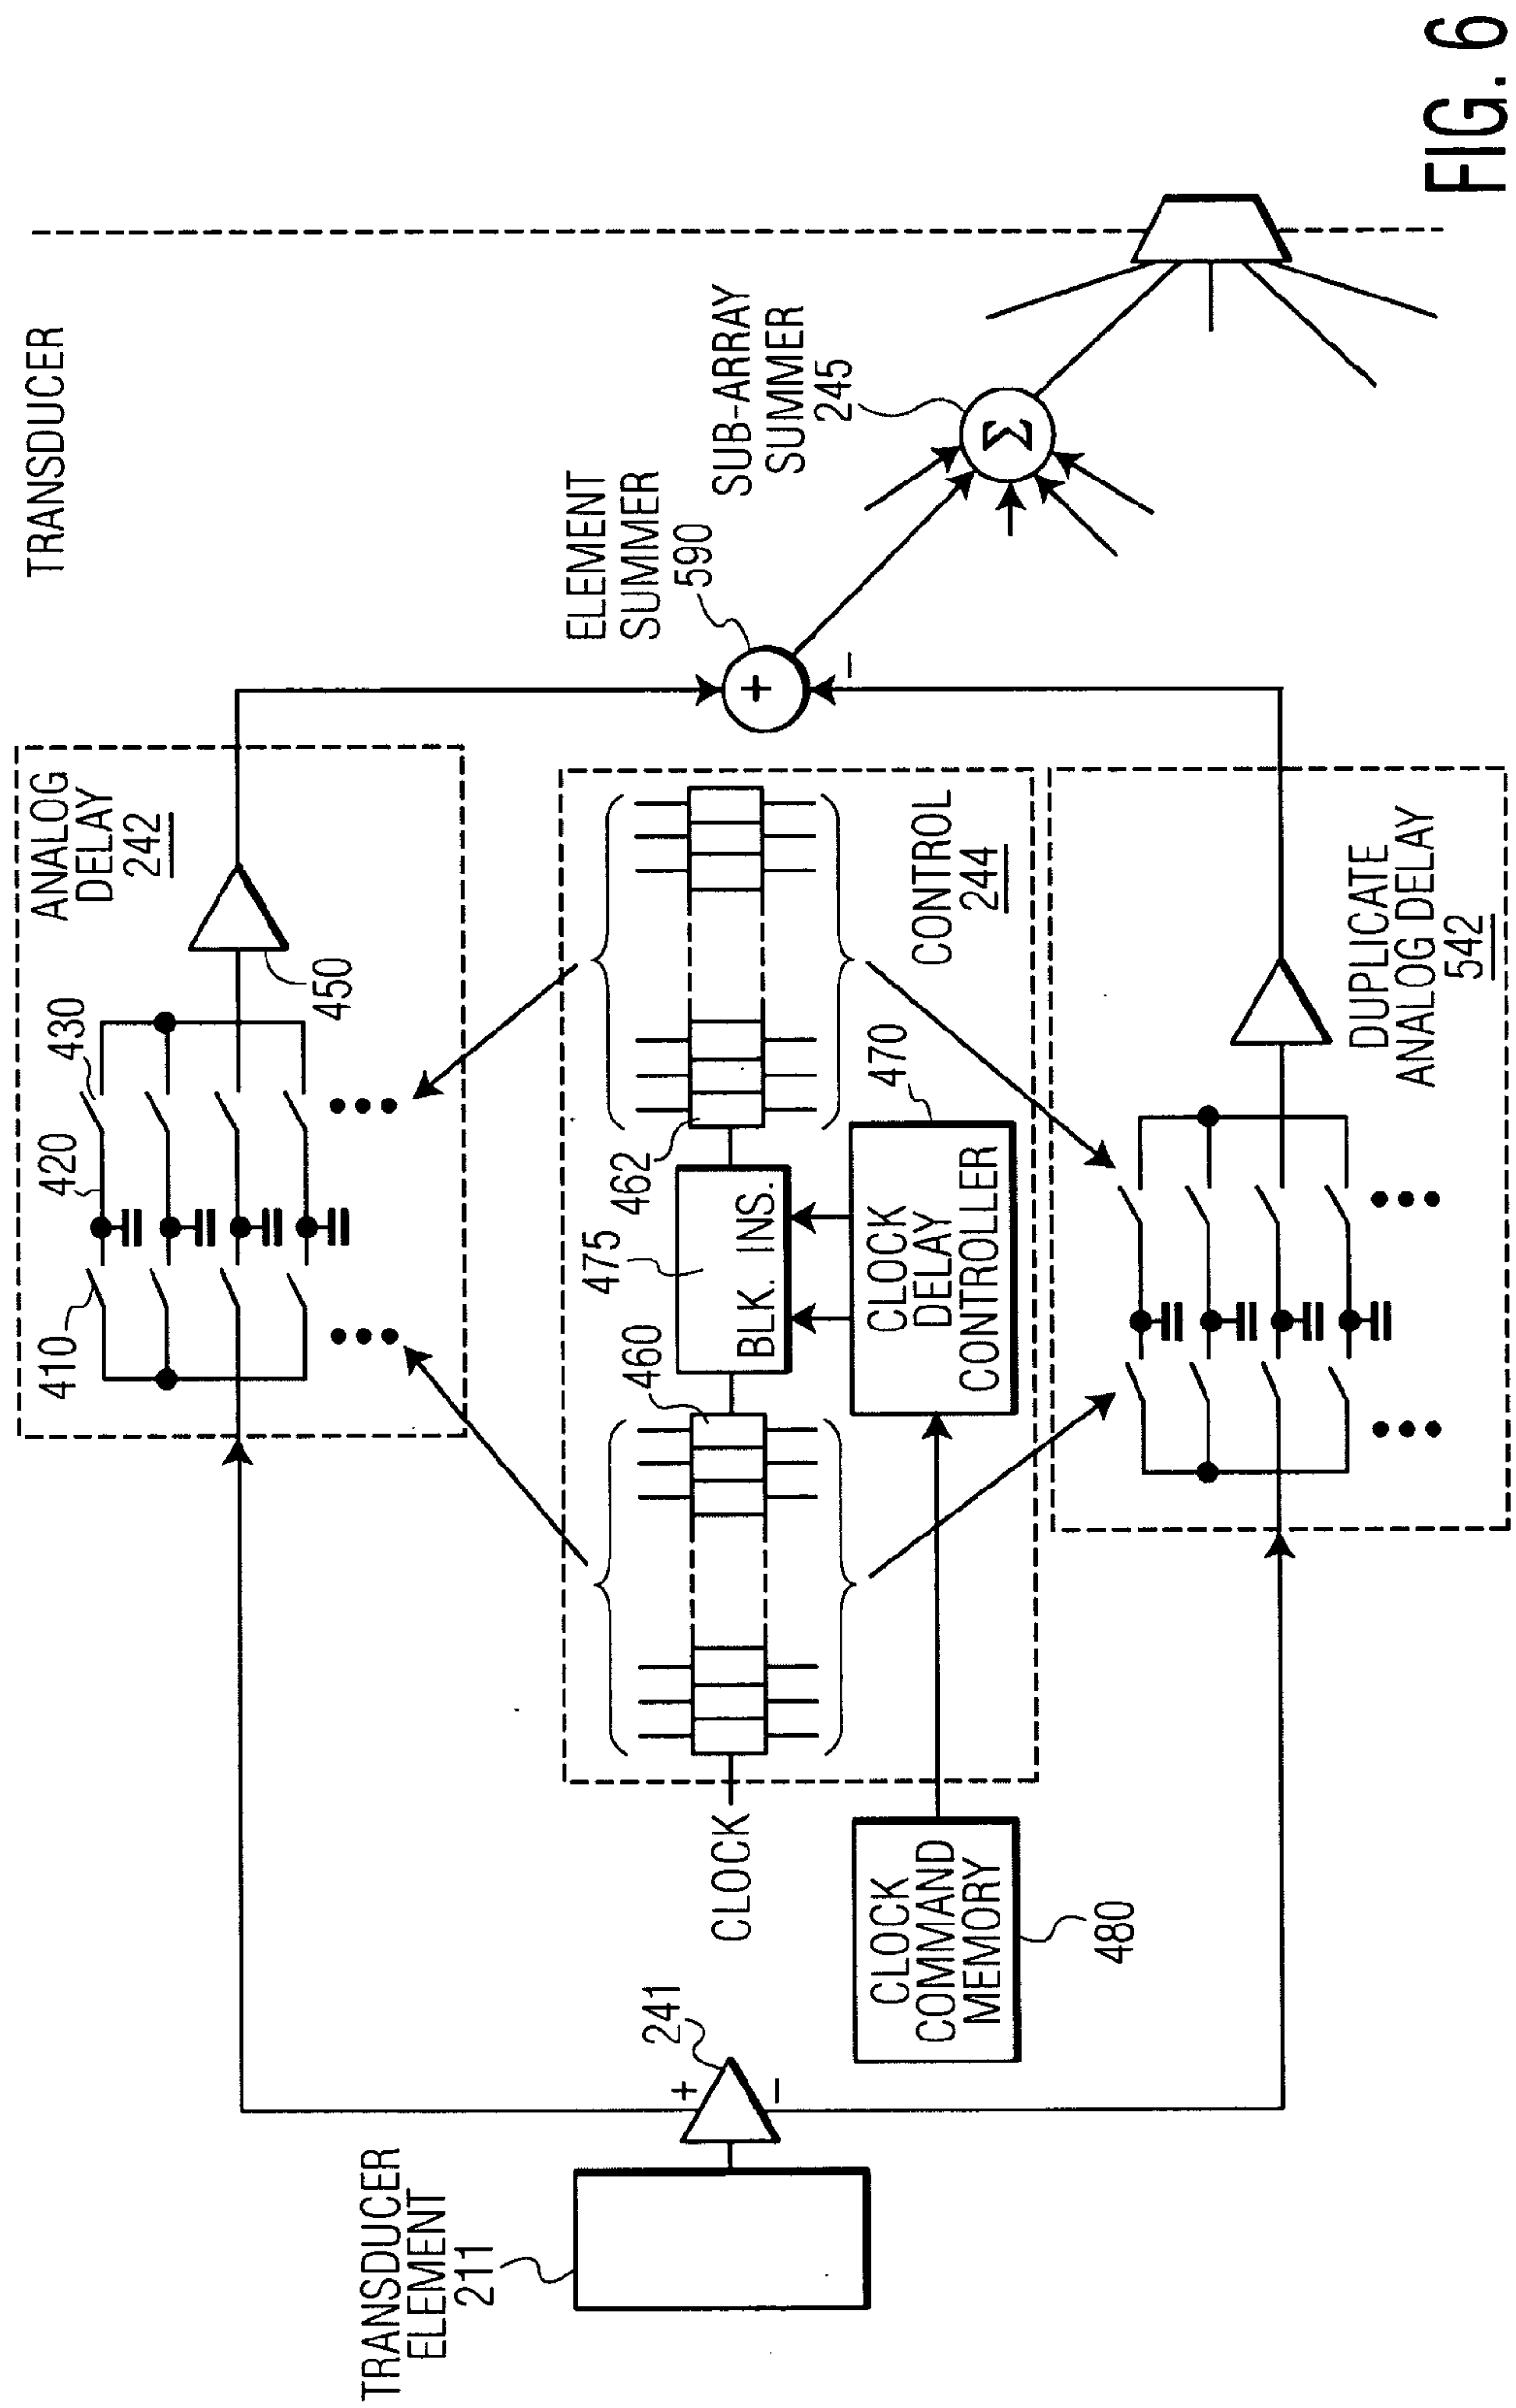 TRANSDUCER
ELEMENT
211
241
+
−
ANALOG
DELAY
242
410
420
430
450
CLOCK
460
475
BLK. INS.
462
CLOCK
DELAY
CONTROLLER
470
CONTROL
244
CLOCK
COMMAND
MEMORY
480
DUPLICATE
ANALOG DELAY
542
ELEMENT
SUMMER
590
+
−
SUB-ARRAY
SUMMER
245
Σ
TRANSDUCER
FIG. 6